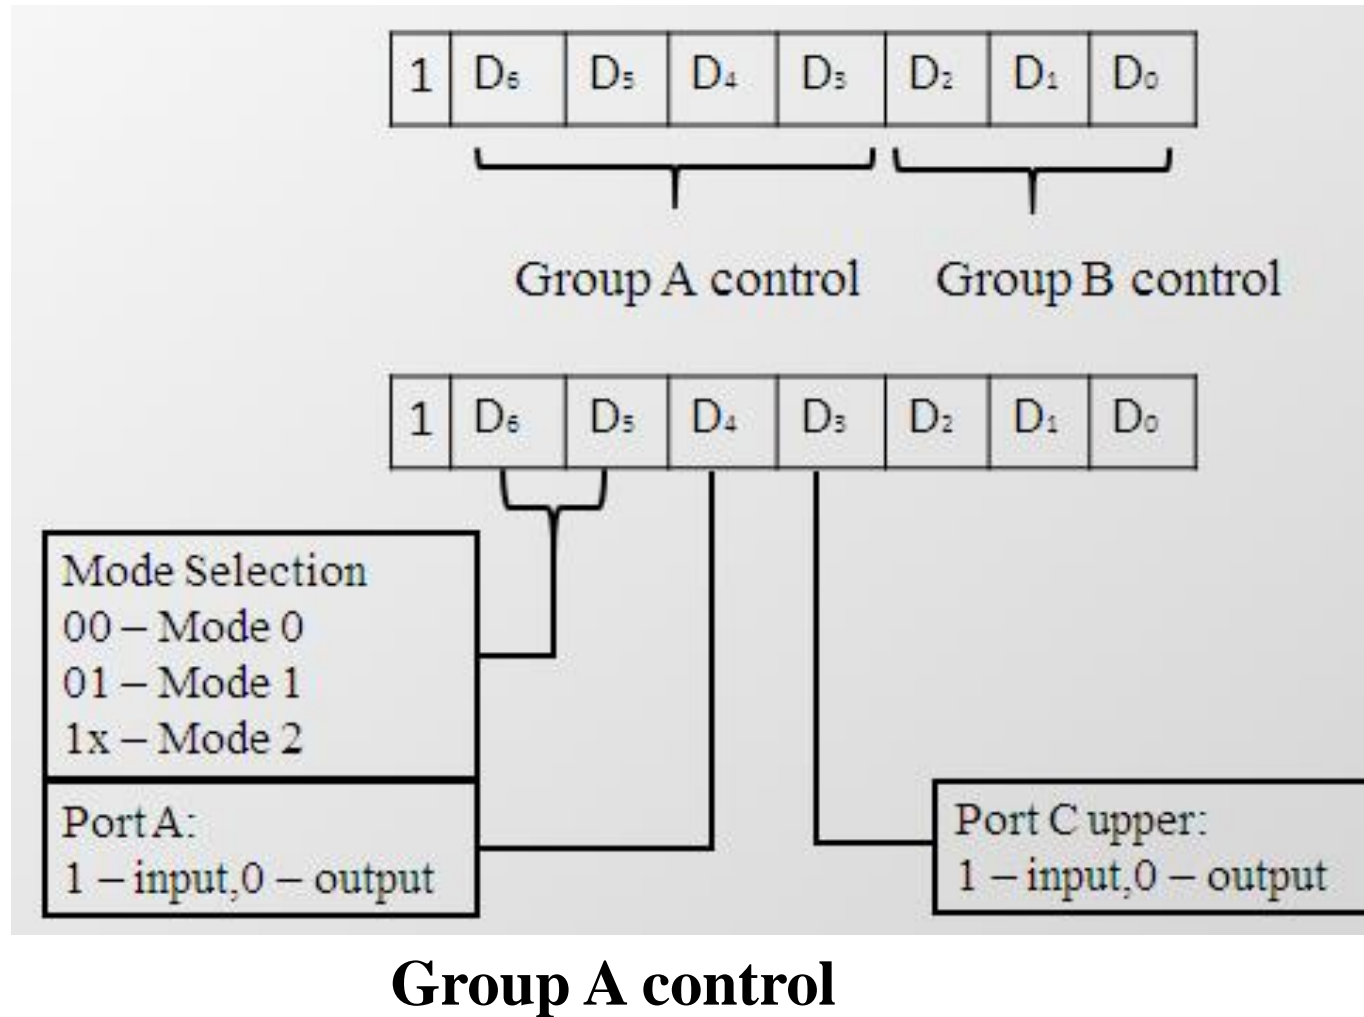 1 D₆ D₅ D₄ D₃ D₂ D₁ D₀
Group A control Group B control
1 D₆ D₅ D₄ D₃ D₂ D₁ D₀
Mode Selection
00 – Mode 0
01 – Mode 1
1x – Mode 2
Port A:
1 – input,0 – output
Port C upper:
1 – input,0 – output
Group A control